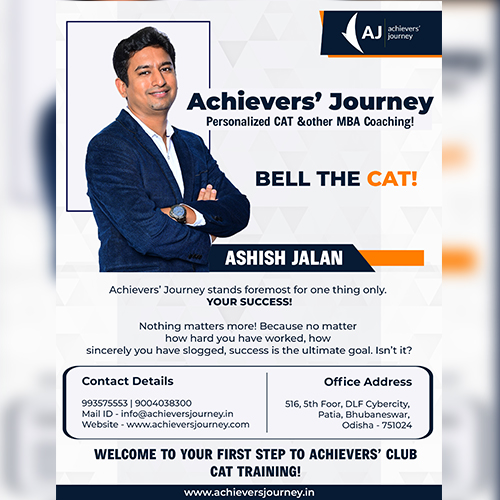 AJ achievers'
journey
Achievers' Journey
Personalized CAT &other MBA Coaching!
BELL THE CAT!
ASHISH JALAN
Achievers' Journey stands foremost for one thing only.
YOUR SUCCESS!
Nothing matters more! Because no matter
how hard you have worked, how
sincerely you have slogged, success is the ultimate goal. Isn't it?
Contact Details
993575553 | 9004038300
Mail ID - info@achieversjourney.in
Website - www.achieversjourney.com
Office Address
516, 5th Foor, DLF Cybercity,
Patia, Bhubaneswar,
Odisha - 751024
WELCOME TO YOUR FIRST STEP TO ACHIEVERS' CLUB
CAT TRAINING!
www.achieversjourney.in